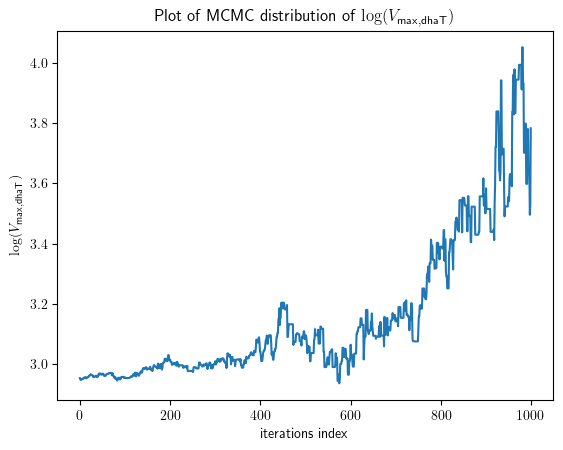 Plot of MCMC distribution of log(V_max,dhaT)
log(V_max,dhaT)
4.0
3.8
3.6
3.4
3.2
3.0
0 200 400 600 800 1000
iterations index